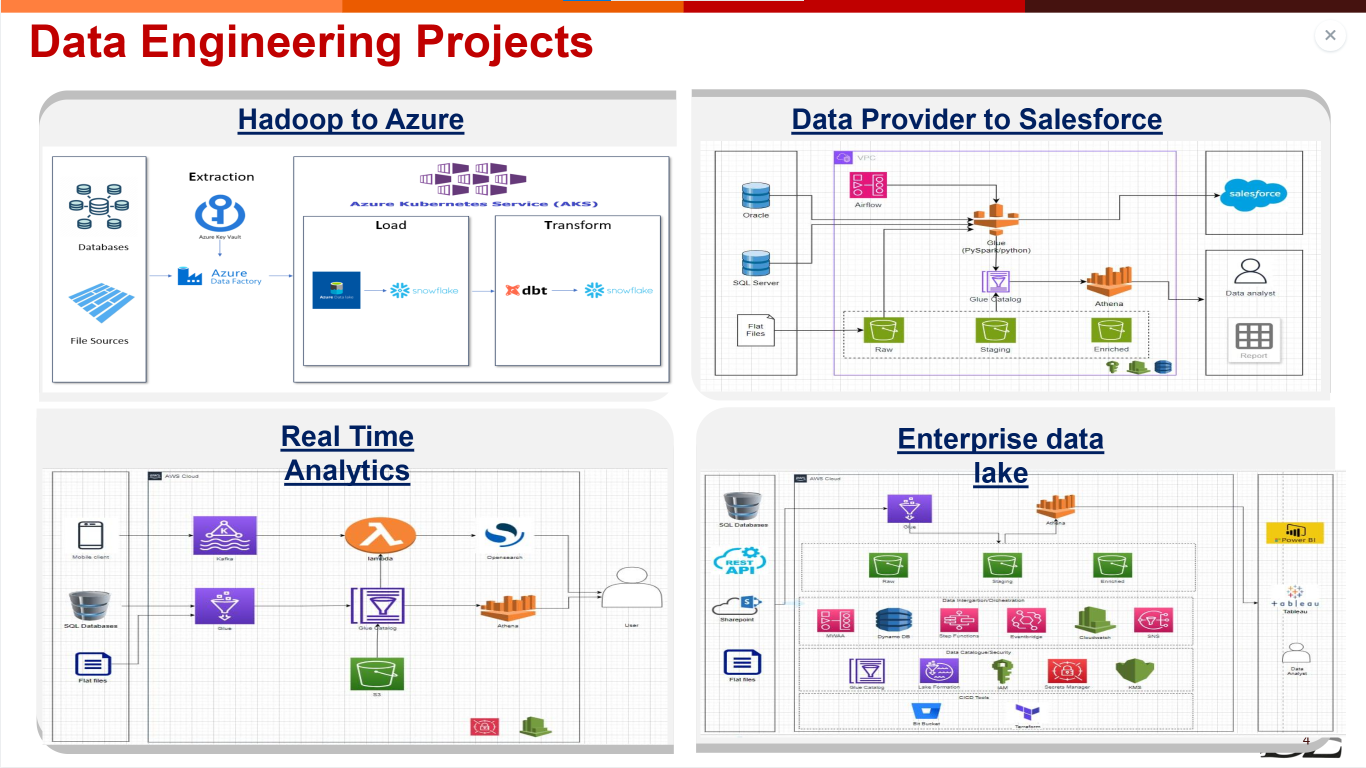 Data Engineering Projects
Hadoop to Azure
Databases
File Sources
Extraction
Azure Key Vault
Azure
Data Factory
Azure Kubernetes Service (AKS)
Load
Azure Data Lake
snowflake
Transform
dbt
snowflake
Data Provider to Salesforce
Oracle
SQL Server
Flat
Files
VPC
Airflow
Glue
(PySpark/python)
Glue Catalog
Athena
Raw
Staging
Enriched
salesforce
Data analyst
Report
Real Time
Analytics
AWS Cloud
Mobile client
SQL Databases
Flat files
Kafka
Glue
lambda
Glue Catalog
S3
Opensearch
Athena
User
Enterprise data
lake
AWS Cloud
SQL Databases
REST
API
Sharepoint
Flat files
Glue
Athena
Raw
Staging
Enriched
Data Intergartion/Orchestration
MWAA
Dynamo DB
Step Functions
Eventbridge
Cloudwatch
SNS
Data Catalogue/Security
Glue Catalog
Lake Formation
IAM
Secrets Manager
KMS
CI/CD Tools
Bit Bucket
Terraform
Power BI
tableau
Tableau
Data
Analyst
4